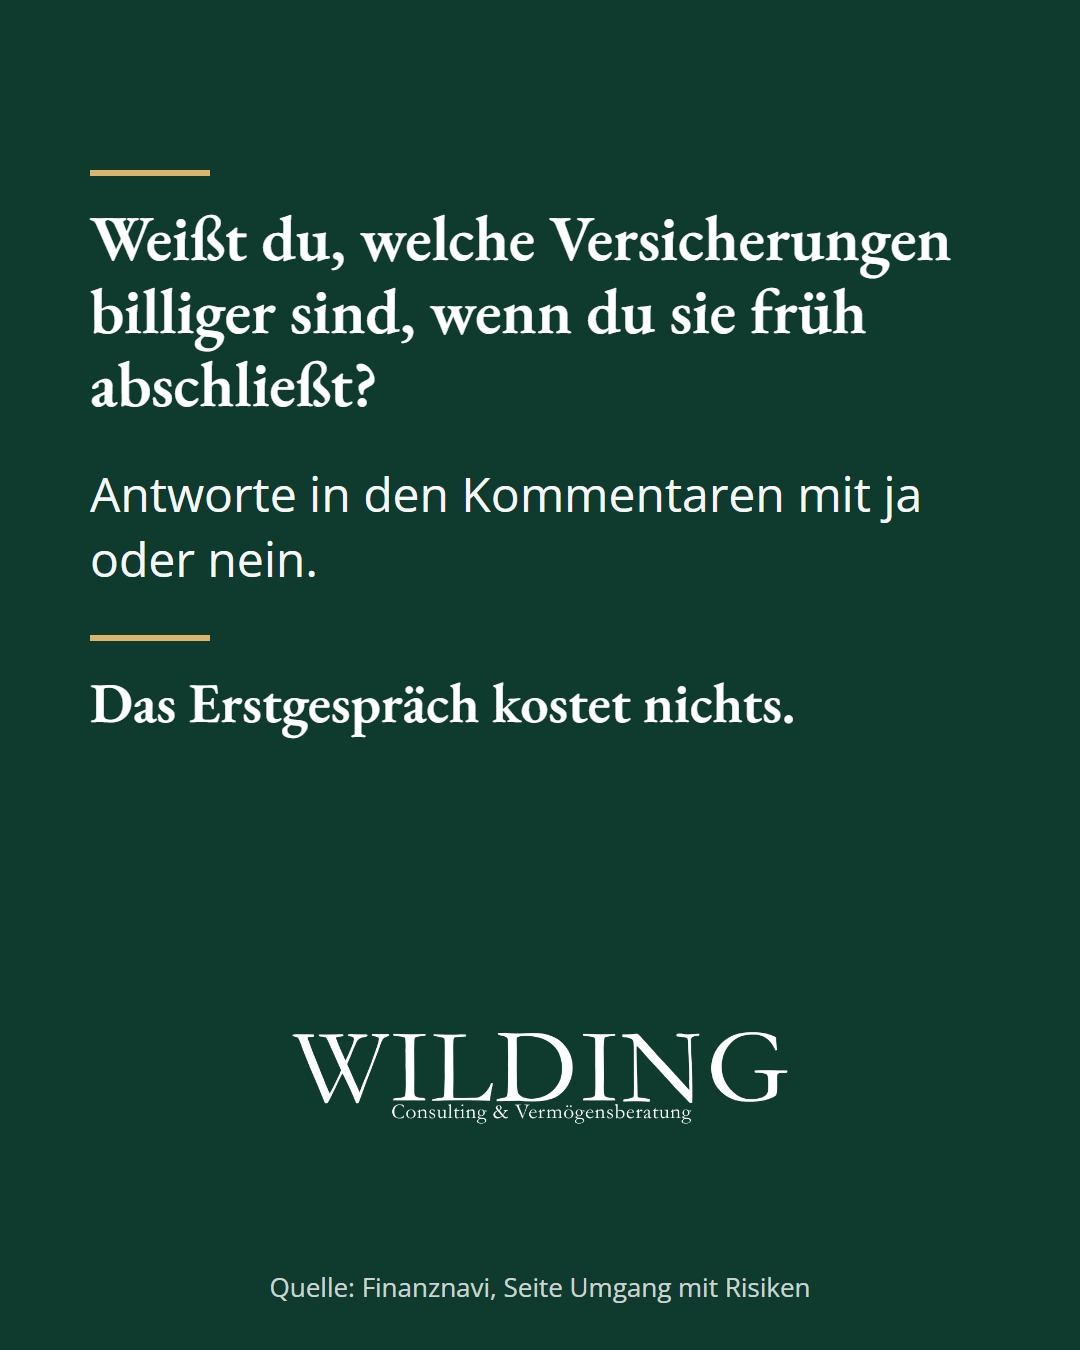 Weißt du, welche Versicherungen
billiger sind, wenn du sie früh
abschließt?
Antworte in den Kommentaren mit ja
oder nein.
Das Erstgespräch kostet nichts.
WILDING
Consulting & Vermögensberatung
Quelle: Finanznavi, Seite Umgang mit Risiken